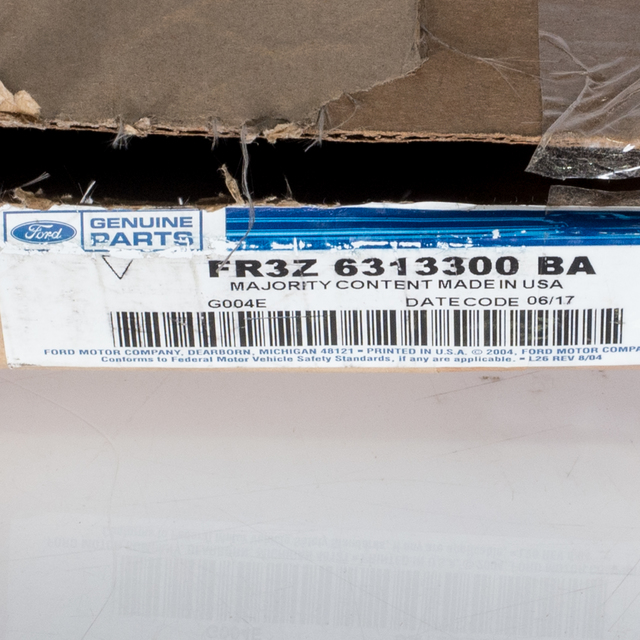 Ford GENUINE
PARTS
FR3Z 6313300 BA
MAJORITY CONTENT MADE IN USA
G004E DATE CODE 06/17
FORD MOTOR COMPANY, DEARBORN, MICHIGAN 48121 • PRINTED IN U.S.A. © 2004, FORD MOTOR COMPA
Conforms to Federal Motor Vehicle Safety Standards, if any are applicable. • L26 REV 8/04
G004E